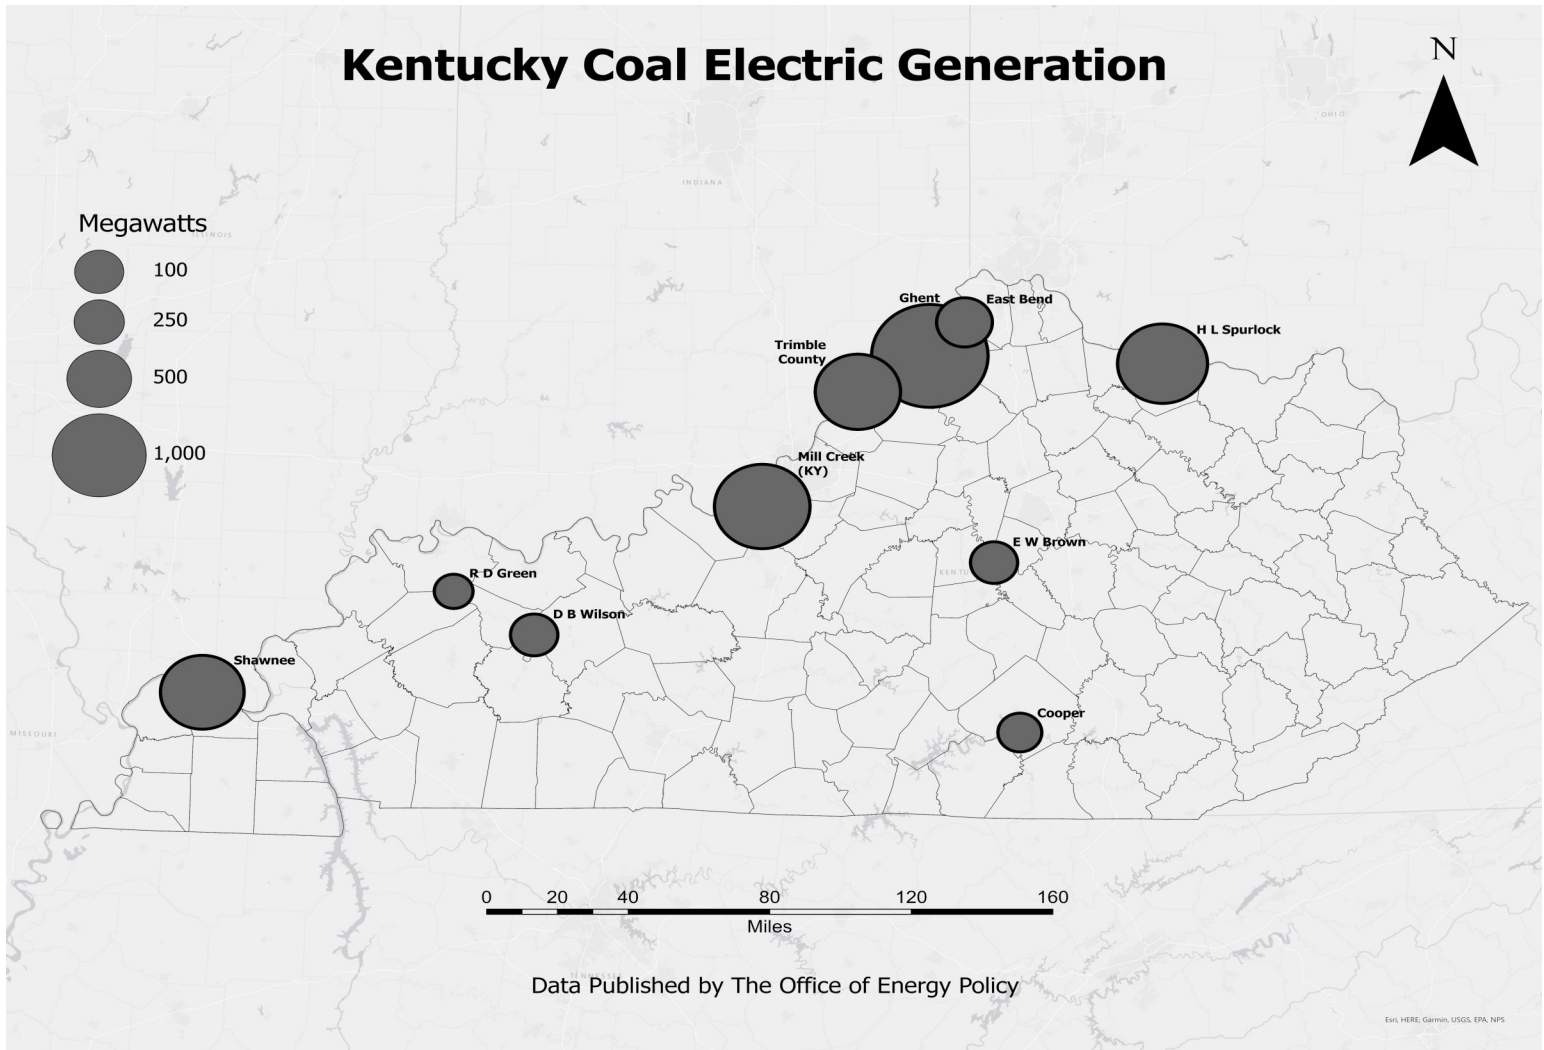 Kentucky Coal Electric Generation
N
OHIO
INDIANA
Megawatts
ILLINOIS
100
250
500
1,000
Ghent
East Bend
H L Spurlock
Trimble
County
Mill Creek
(KY)
E W Brown
R D Green
D B Wilson
Shawnee
Cooper
MISSOURI
0 20 40 80 120 160
Miles
TENNESSEE
Data Published by The Office of Energy Policy
Esri, HERE, Garmin, USGS, EPA, NPS